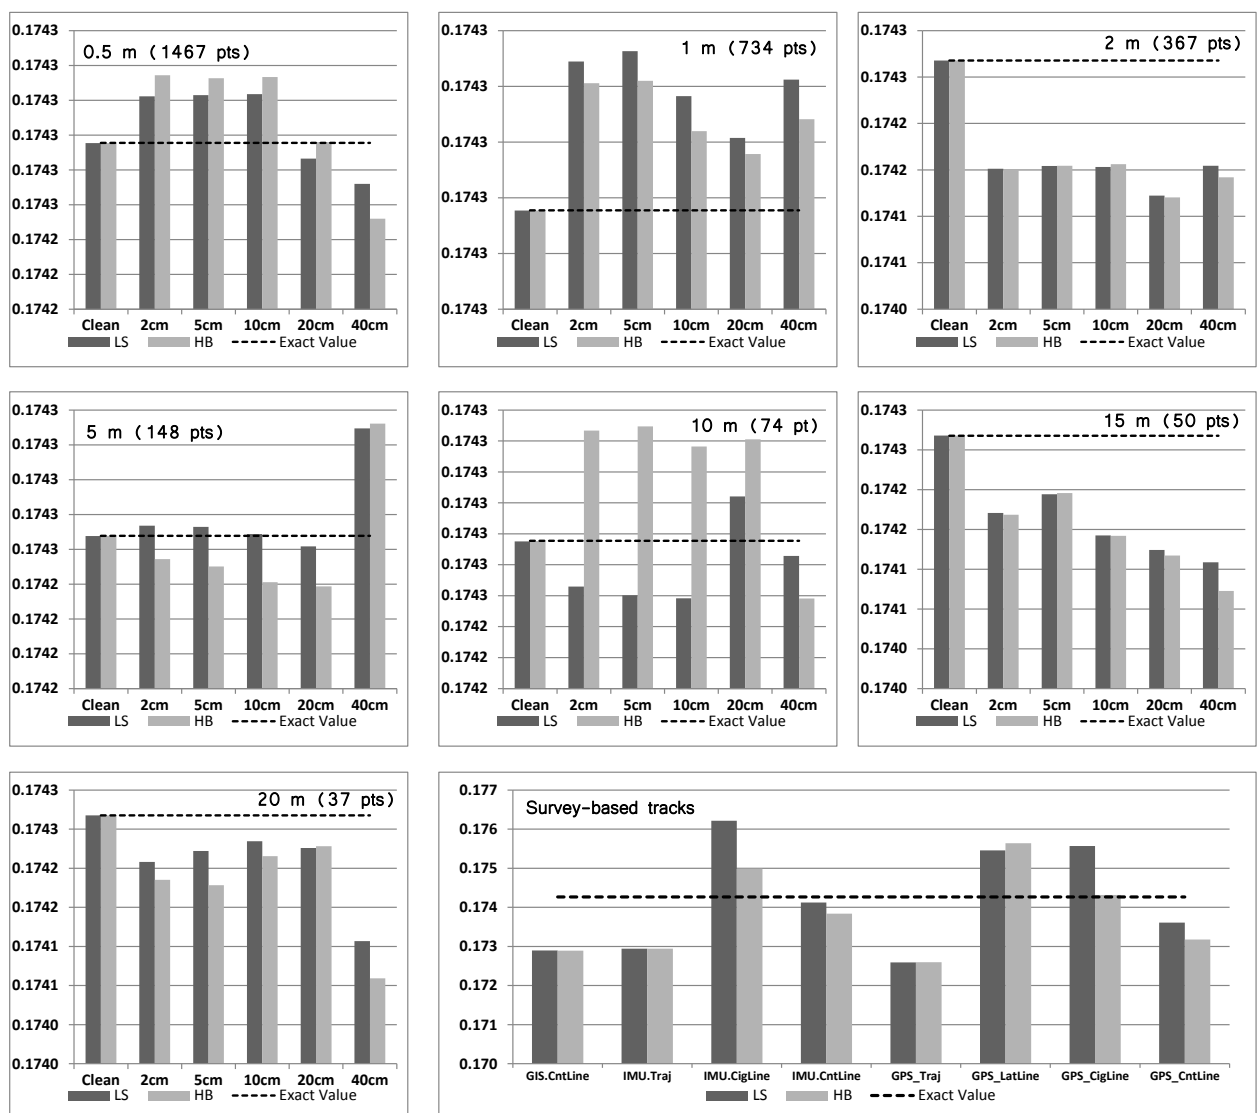 0.5 m (1467 pts)
0.1743
0.1743
0.1743
0.1743
0.1743
0.1743
0.1742
0.1742
0.1742
Clean 2cm 5cm 10cm 20cm 40cm
LS HB Exact Value
1 m (734 pts)
0.1743
0.1743
0.1743
0.1743
0.1743
0.1743
Clean 2cm 5cm 10cm 20cm 40cm
LS HB Exact Value
2 m (367 pts)
0.1743
0.1743
0.1742
0.1742
0.1741
0.1741
0.1740
Clean 2cm 5cm 10cm 20cm 40cm
LS HB Exact Value
5 m (148 pts)
0.1743
0.1743
0.1743
0.1743
0.1743
0.1742
0.1742
0.1742
0.1742
Clean 2cm 5cm 10cm 20cm 40cm
LS HB Exact Value
10 m (74 pt)
0.1743
0.1743
0.1743
0.1743
0.1743
0.1743
0.1743
0.1742
0.1742
0.1742
Clean 2cm 5cm 10cm 20cm 40cm
LS HB Exact Value
15 m (50 pts)
0.1743
0.1743
0.1742
0.1742
0.1741
0.1741
0.1740
0.1740
Clean 2cm 5cm 10cm 20cm 40cm
LS HB Exact Value
20 m (37 pts)
0.1743
0.1743
0.1742
0.1742
0.1741
0.1741
0.1740
0.1740
Clean 2cm 5cm 10cm 20cm 40cm
LS HB Exact Value
Survey-based tracks
0.177
0.176
0.175
0.174
0.173
0.172
0.171
0.170
GIS.CntLine IMU.Traj IMU.CigLine IMU.CntLine GPS_Traj GPS_LatLine GPS_CigLine GPS_CntLine
LS HB Exact Value